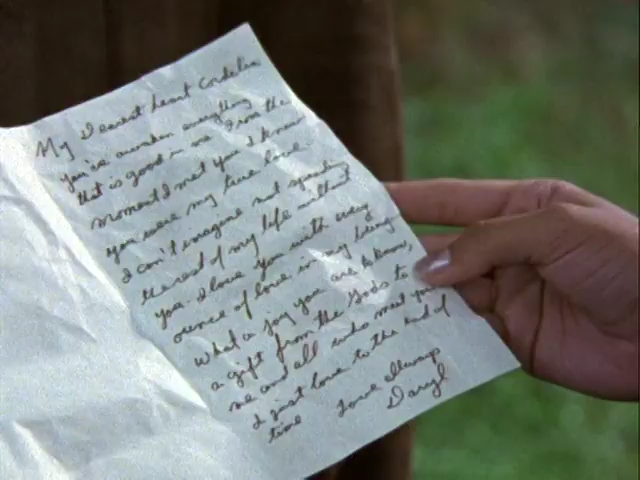 My Dearest heart Cordelia
you've awaken everything
that is good in me. From the
moment I met you I knew
you were my true love.
I can't imagine not spending
the rest of my life without
you. I love you with every
ounce of love in my being.
What a joy you are to know,
a gift from the Gods to
me and all who meet you
I just love to the end of
time Love Always
Daryl